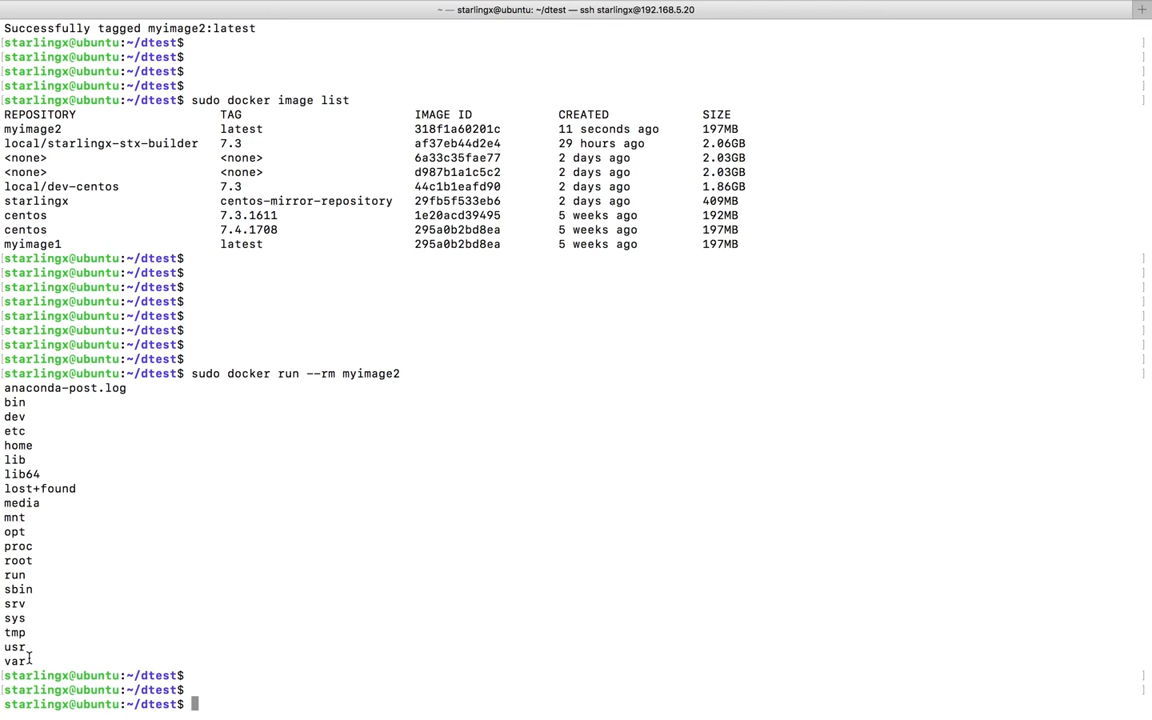 ~ — starlingx@ubuntu: ~/dtest — ssh starlingx@192.168.5.20
Successfully tagged myimage2:latest
[starlingx@ubuntu:~/dtest$ ]
[starlingx@ubuntu:~/dtest$ ]
[starlingx@ubuntu:~/dtest$ ]
[starlingx@ubuntu:~/dtest$ ]
[starlingx@ubuntu:~/dtest$ sudo docker image list ]
REPOSITORY TAG IMAGE ID CREATED SIZE
myimage2 latest 318f1a60201c 11 seconds ago 197MB
local/starlingx-stx-builder 7.3 af37eb44d2e4 29 hours ago 2.06GB
<none> <none> 6a33c35fae77 2 days ago 2.03GB
<none> <none> d987b1a1c5c2 2 days ago 2.03GB
local/dev-centos 7.3 44c1b1eafd90 2 days ago 1.86GB
starlingx centos-mirror-repository 29fb5f533eb6 2 days ago 409MB
centos 7.3.1611 1e20acd39495 5 weeks ago 192MB
centos 7.4.1708 295a0b2bd8ea 5 weeks ago 197MB
myimage1 latest 295a0b2bd8ea 5 weeks ago 197MB
[starlingx@ubuntu:~/dtest$ ]
[starlingx@ubuntu:~/dtest$ ]
[starlingx@ubuntu:~/dtest$ ]
[starlingx@ubuntu:~/dtest$ ]
[starlingx@ubuntu:~/dtest$ ]
[starlingx@ubuntu:~/dtest$ ]
[starlingx@ubuntu:~/dtest$ ]
[starlingx@ubuntu:~/dtest$ ]
[starlingx@ubuntu:~/dtest$ sudo docker run --rm myimage2 ]
anaconda-post.log
bin
dev
etc
home
lib
lib64
lost+found
media
mnt
opt
proc
root
run
sbin
srv
sys
tmp
usr
var
[starlingx@ubuntu:~/dtest$ ]
[starlingx@ubuntu:~/dtest$ ]
starlingx@ubuntu:~/dtest$